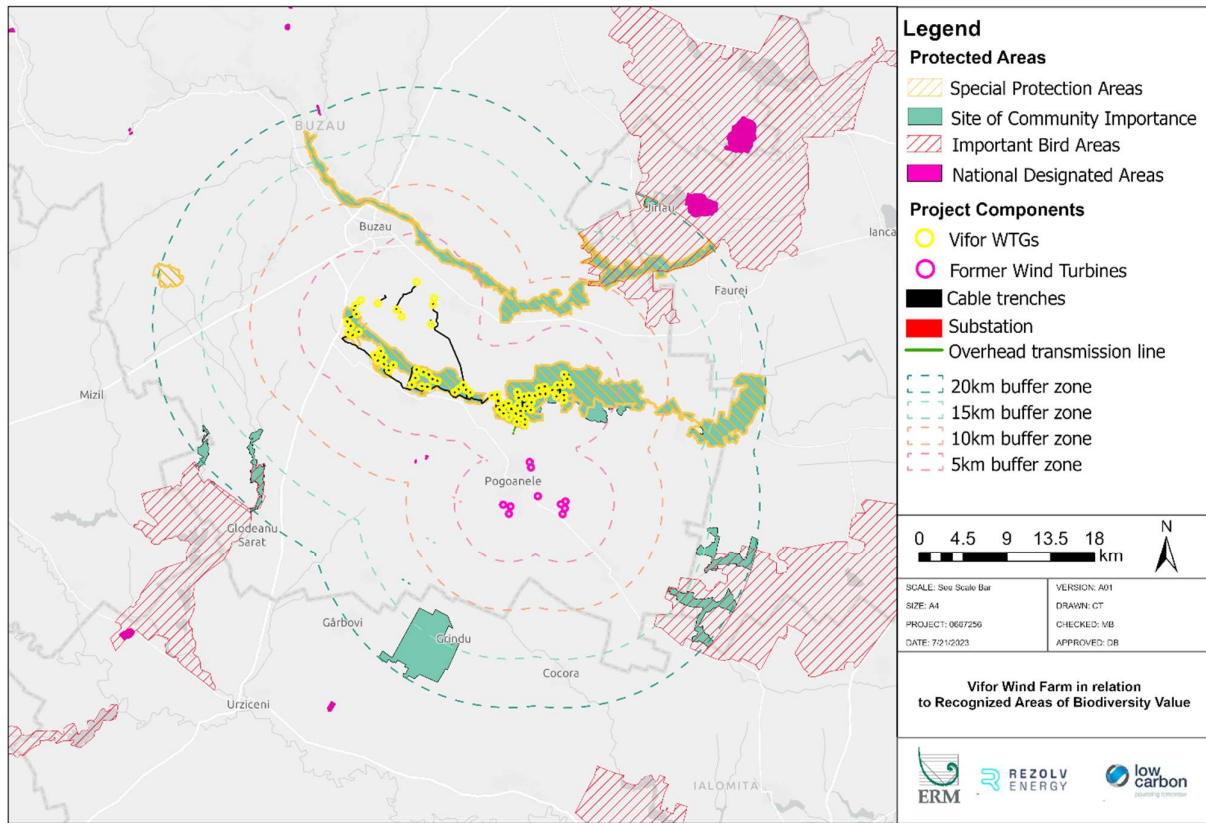 BUZAU
Jirlau
Buzau
Ianca
Faurei
Mizil
Pogoanele
Glodeanu
Sarat
Gârbovi
Grindu
Cocora
Urziceni
IALOMITA
Legend
Protected Areas
Special Protection Areas
Site of Community Importance
Important Bird Areas
National Designated Areas
Project Components
Vifor WTGs
Former Wind Turbines
Cable trenches
Substation
Overhead transmission line
20km buffer zone
15km buffer zone
10km buffer zone
5km buffer zone
N
0 4.5 9 13.5 18
km
SCALE: See Scale Bar
VERSION: A01
SIZE: A4
DRAWN: CT
PROJECT: 0687256
CHECKED: MB
DATE: 7/21/2023
APPROVED: DB
Vifor Wind Farm in relation
to Recognized Areas of Biodiversity Value
ERM
REZOLV
ENERGY
low
carbon
powering tomorrow